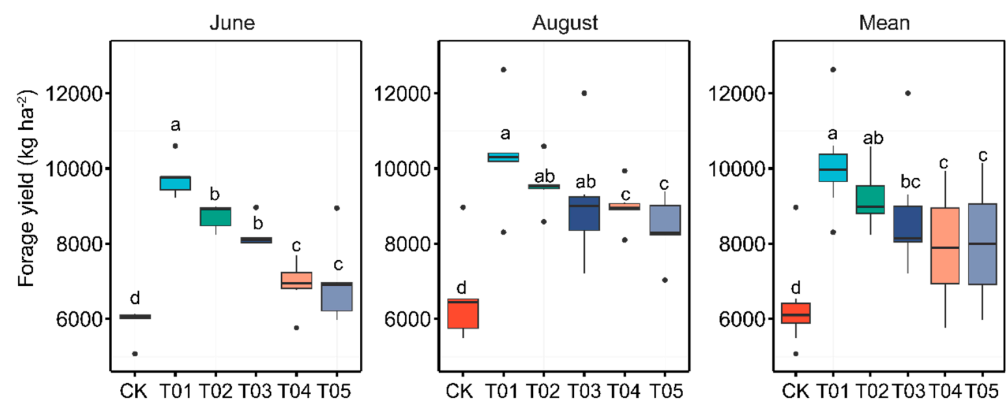 June
August
Mean
Forage yield (kg ha-2)
12000
10000
8000
6000
a
b
b
c
c
d
CK T01 T02 T03 T04 T05
12000
10000
8000
6000
a
ab
ab
c
c
d
CK T01 T02 T03 T04 T05
12000
10000
8000
6000
a
ab
bc
c
c
d
CK T01 T02 T03 T04 T05